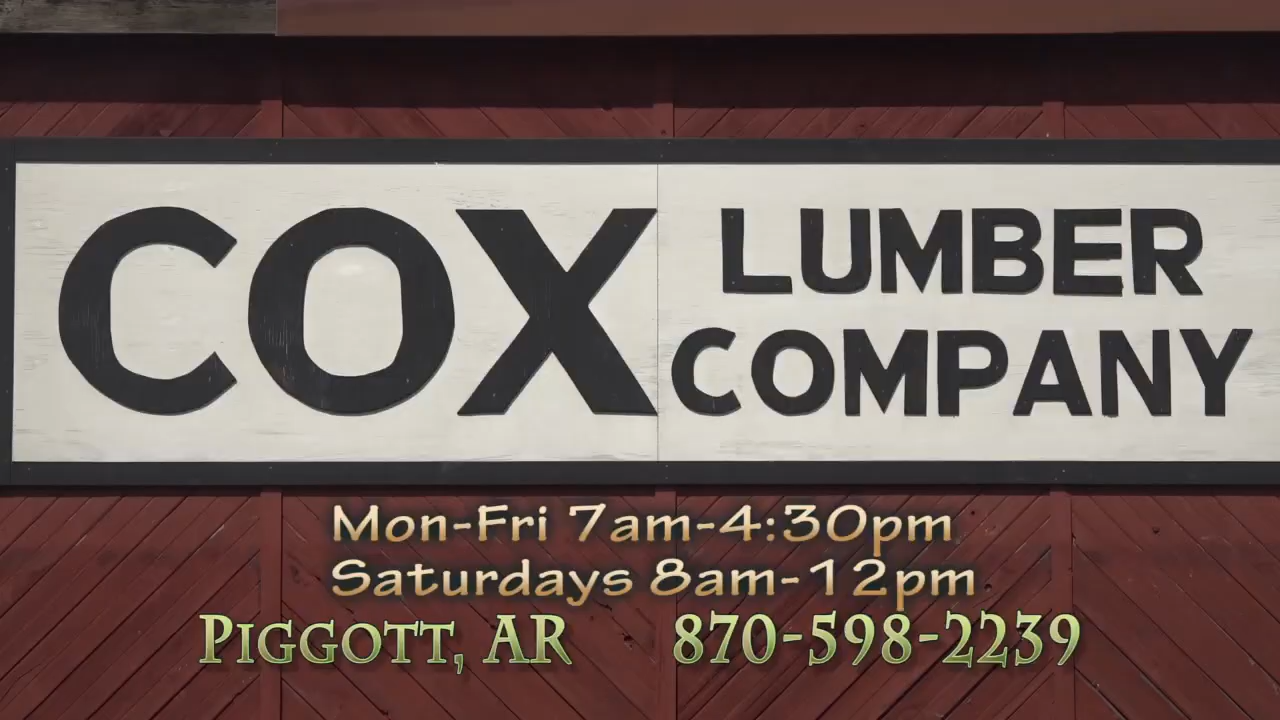 COX LUMBER
COMPANY
Mon-Fri 7am-4:30pm
Saturdays 8am-12pm
PIGGOTT, AR 870-598-2239